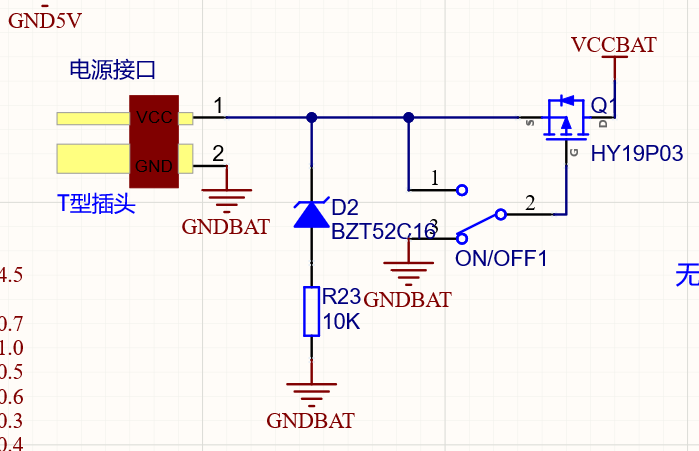 GND5V
VCCBAT
电源接口
VCC
1
GND
2
T型插头
GNDBAT
S
D
G
Q1
HY19P03
D2
BZT52C16
1
2
3
ON/OFF1
GNDBAT
R23
10K
GNDBAT
无
4.5
0.7
1.0
0.5
0.6
0.3
0.4